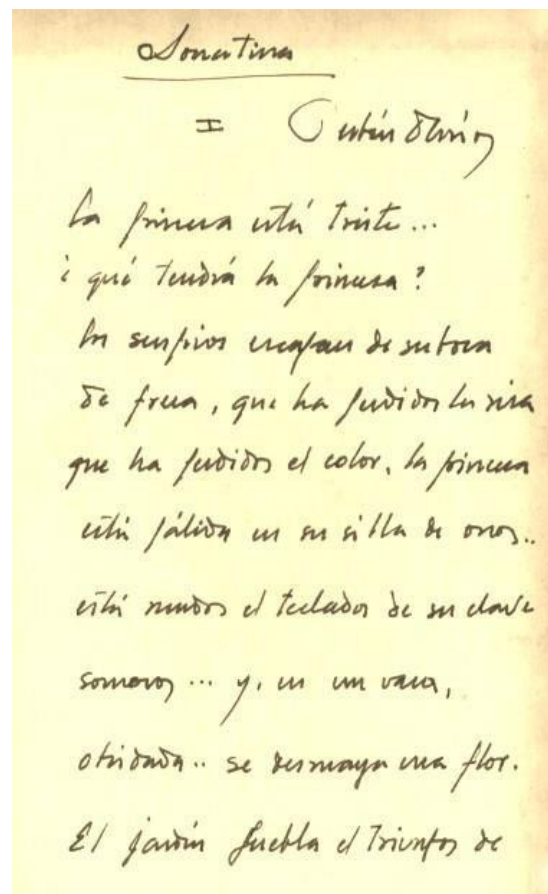 Sonatina
I Rubén Darío
La princesa está triste...
¿qué tendrá la princesa?
los suspiros escapan de su boca
de fresa, que ha perdido la risa
que ha perdido el color. la princesa
está pálida en su silla de oro..
está mudo el teclado de su clave
sonoro... y, en un vaso,
olvidada.. se desmaya una flor.
El jardín puebla el triunfo de